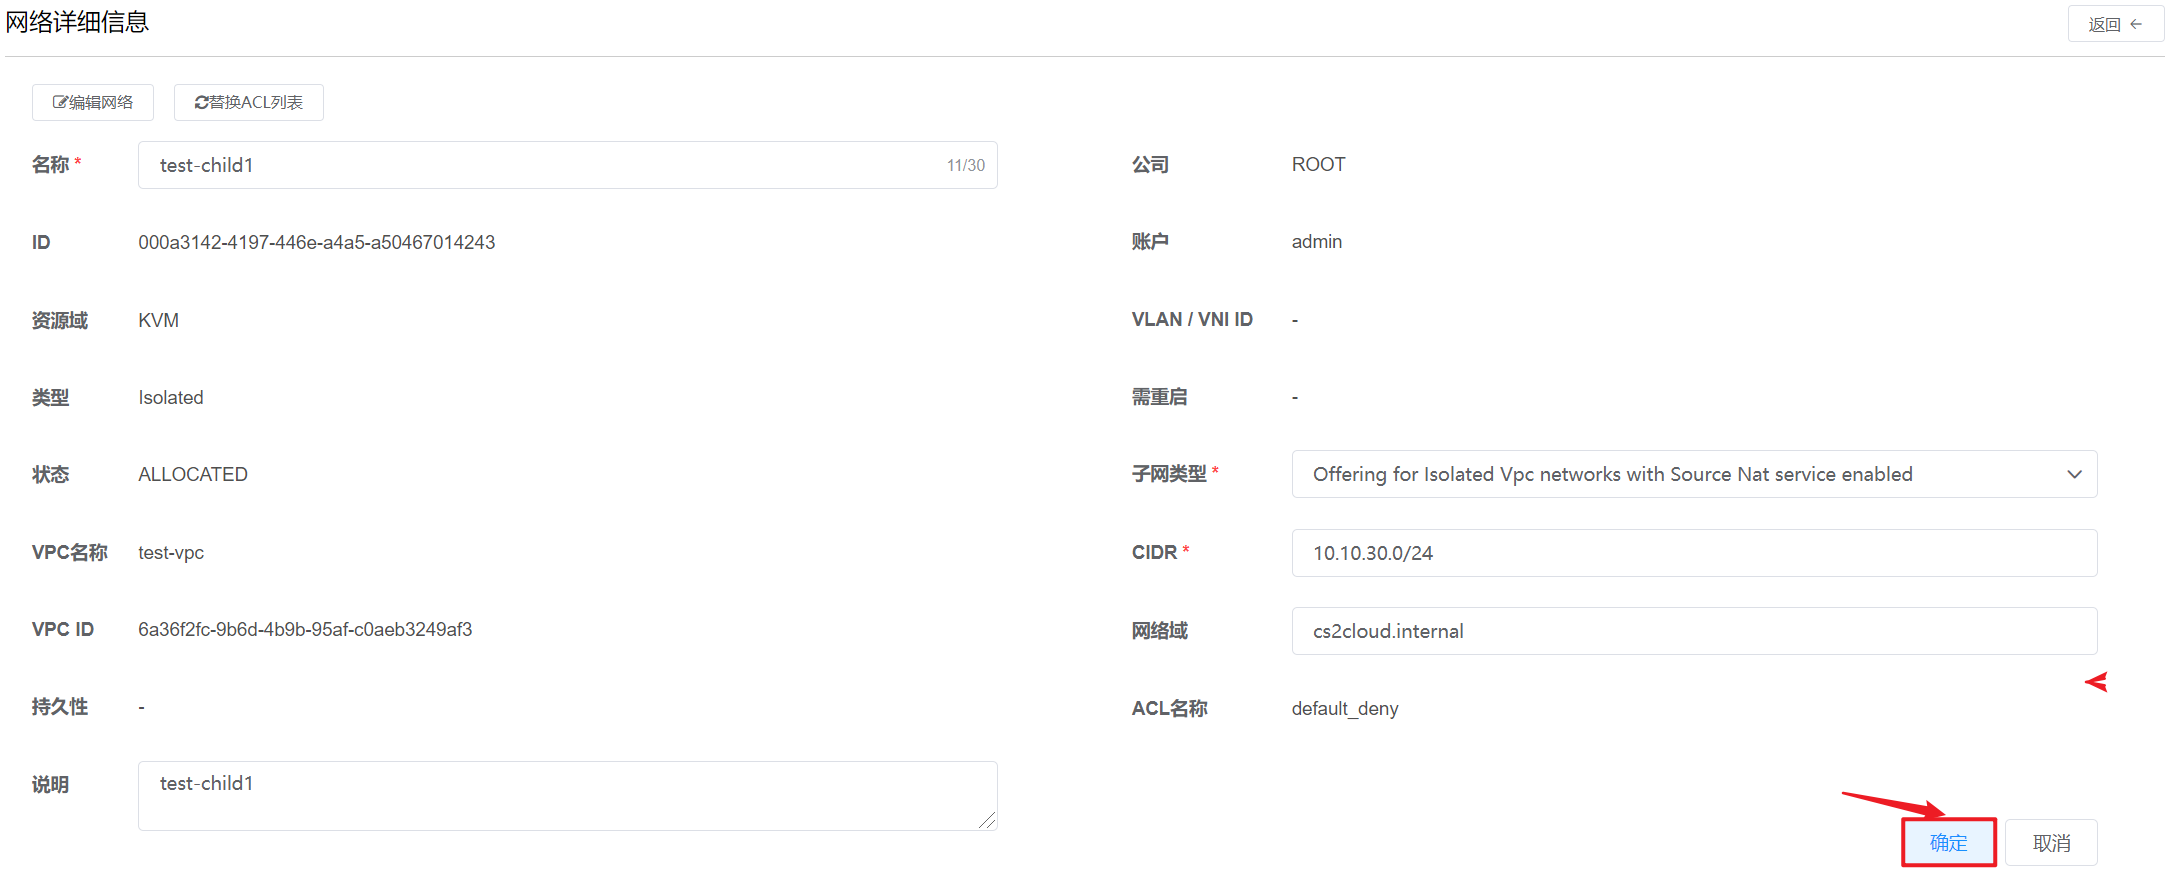 网络详细信息
返回 ←
编辑网络
替换ACL列表
名称 *
test-child1
11/30
公司
ROOT
ID
000a3142-4197-446e-a4a5-a50467014243
账户
admin
资源域
KVM
VLAN / VNI ID
-
类型
Isolated
需重启
-
状态
ALLOCATED
子网类型 *
Offering for Isolated Vpc networks with Source Nat service enabled
VPC名称
test-vpc
CIDR *
10.10.30.0/24
VPC ID
6a36f2fc-9b6d-4b9b-95af-c0aeb3249af3
网络域
cs2cloud.internal
持久性
-
ACL名称
default_deny
说明
test-child1
确定
取消